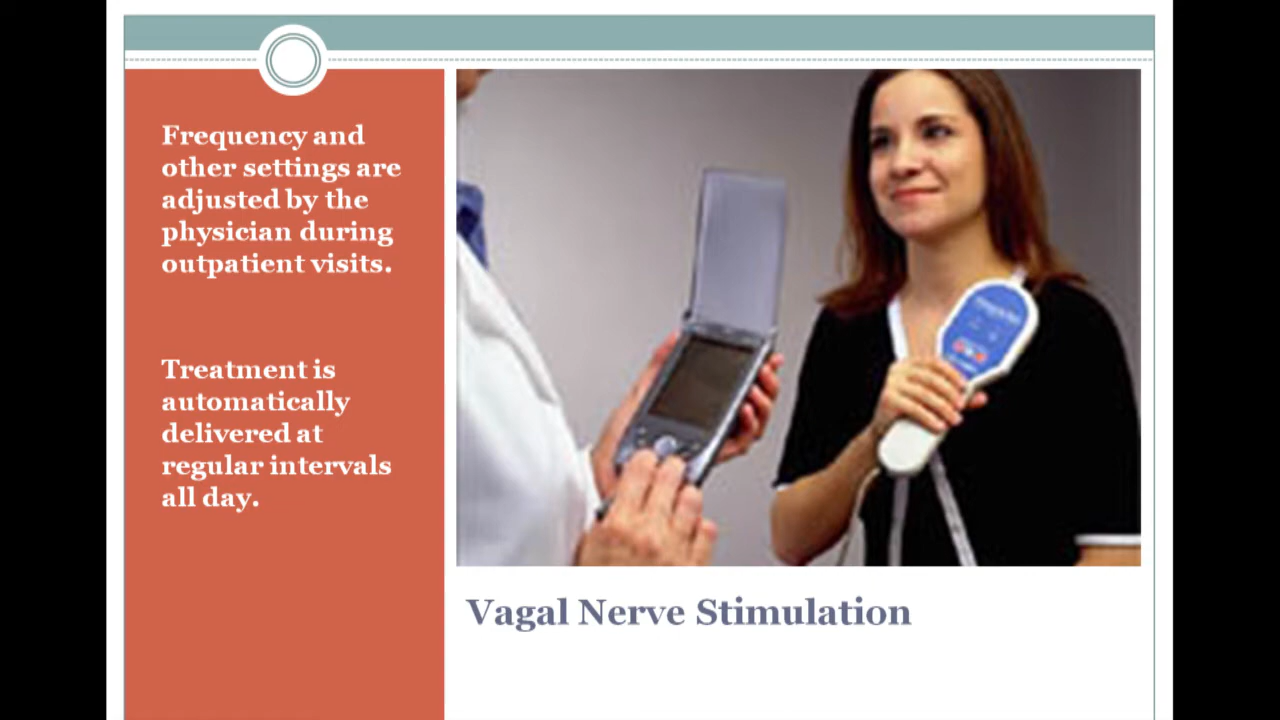 Frequency and
other settings are
adjusted by the
physician during
outpatient visits.
Treatment is
automatically
delivered at
regular intervals
all day.
Vagal Nerve Stimulation